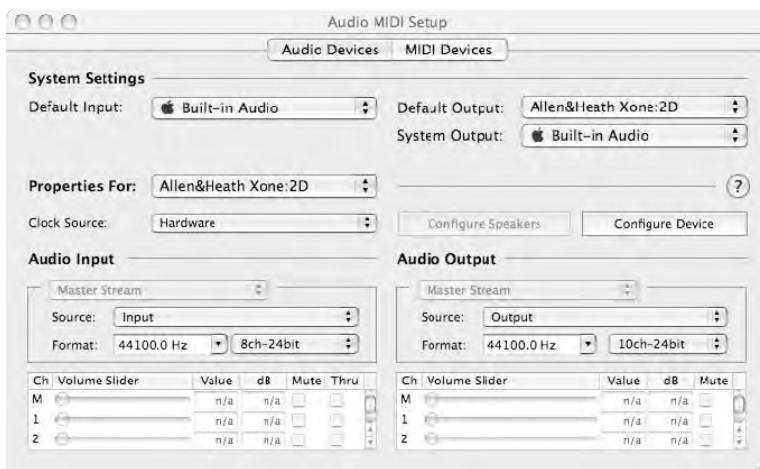 Audio MIDI Setup
Audio Devices MIDI Devices
System Settings
Default Input: Built-in Audio
Default Output: Allen&Heath Xone:2D
System Output: Built-in Audio
Properties For: Allen&Heath Xone:2D
?
Clock Source: Hardware
Configure Speakers Configure Device
Audio Input
Master Stream
Source: Input
Format: 44100.0 Hz 8ch-24bit
Ch Volume Slider Value dB Mute Thru
M n/a n/a
1 n/a n/a
2 n/a n/a
Audio Output
Master Stream
Source: Output
Format: 44100.0 Hz 10ch-24bit
Ch Volume Slider Value dB Mute
M n/a n/a
1 n/a n/a
2 n/a n/a